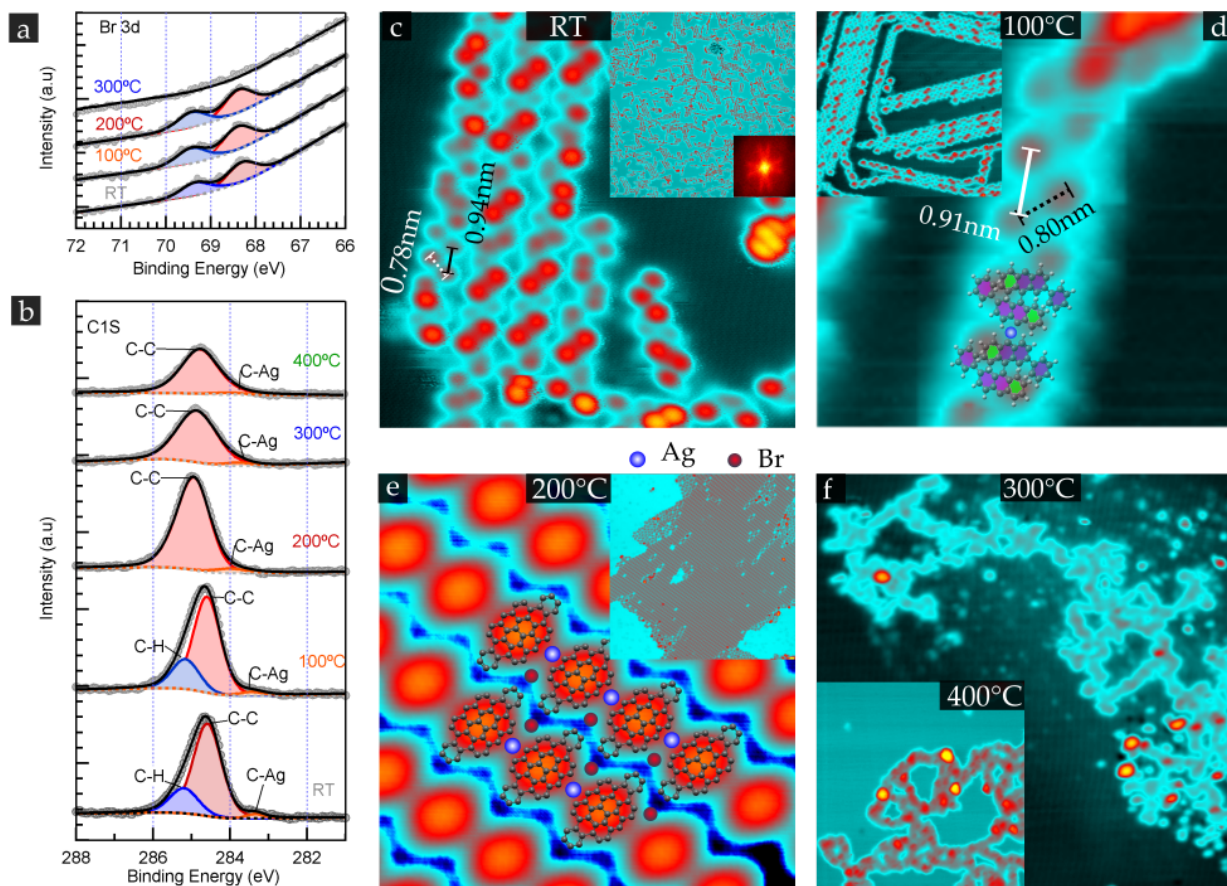 a
Br 3d
300ºC
200ºC
100ºC
RT
Intensity (a.u)
72 71 70 69 68 67 66
Binding Energy (eV)
b
C1S
C-C
400ºC
C-Ag
C-C
300ºC
C-Ag
C-C
200ºC
C-Ag
C-C
C-H
C-Ag
100ºC
C-C
C-H
C-Ag
RT
Intensity (a.u)
288 286 284 282
Binding Energy (eV)
c
RT
0.78nm
0.94nm
100°C
d
0.91nm
0.80nm
Ag
Br
e
200°C
f
300°C
400°C